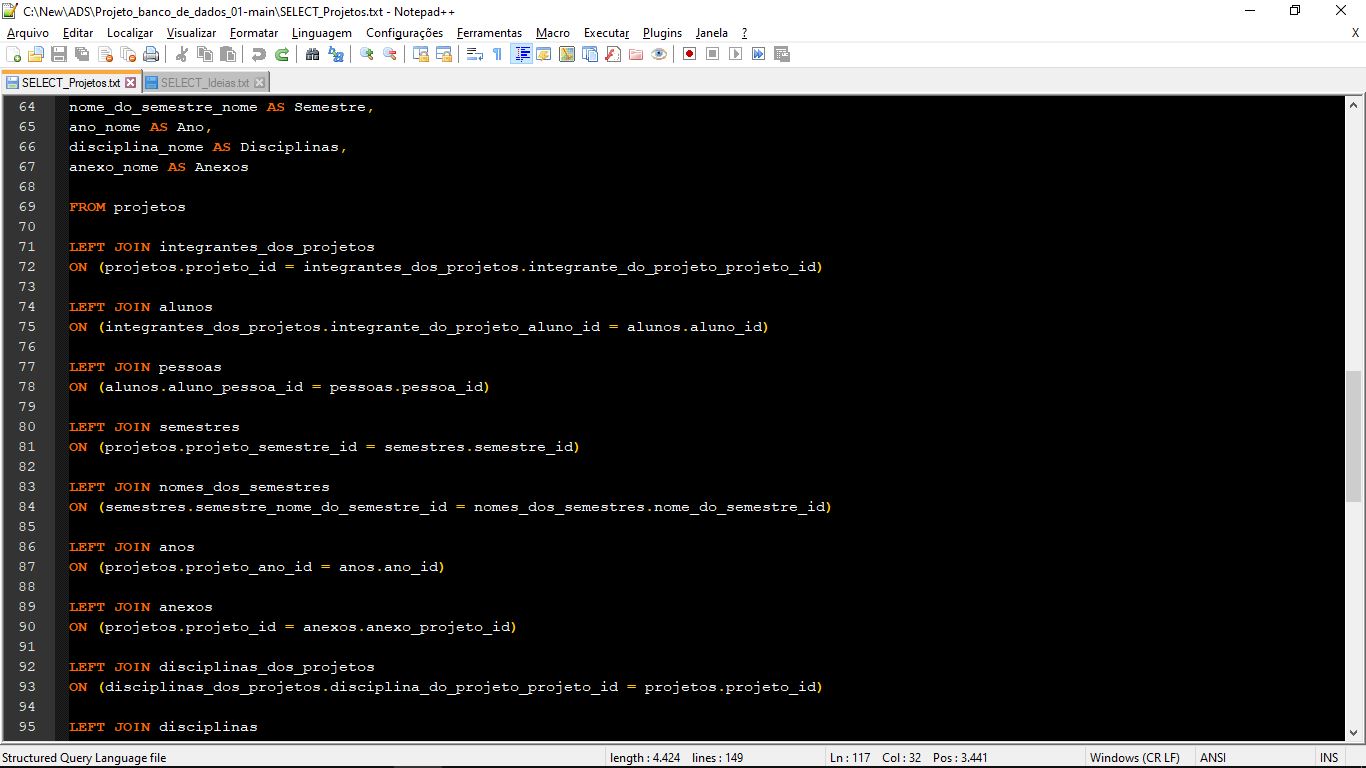 C:\New\ADS\Projeto_banco_de_dados_01-main\SELECT_Projetos.txt - Notepad++
Arquivo Editar Localizar Visualizar Formatar Linguagem Configurações Ferramentas Macro Executar Plugins Janela ? X
SELECT_Projetos.txt SELECT_Ideias.txt
64 nome_do_semestre_nome AS Semestre,
65 ano_nome AS Ano,
66 disciplina_nome AS Disciplinas,
67 anexo_nome AS Anexos
68
69 FROM projetos
70
71 LEFT JOIN integrantes_dos_projetos
72 ON (projetos.projeto_id = integrantes_dos_projetos.integrante_do_projeto_projeto_id)
73
74 LEFT JOIN alunos
75 ON (integrantes_dos_projetos.integrante_do_projeto_aluno_id = alunos.aluno_id)
76
77 LEFT JOIN pessoas
78 ON (alunos.aluno_pessoa_id = pessoas.pessoa_id)
79
80 LEFT JOIN semestres
81 ON (projetos.projeto_semestre_id = semestres.semestre_id)
82
83 LEFT JOIN nomes_dos_semestres
84 ON (semestres.semestre_nome_do_semestre_id = nomes_dos_semestres.nome_do_semestre_id)
85
86 LEFT JOIN anos
87 ON (projetos.projeto_ano_id = anos.ano_id)
88
89 LEFT JOIN anexos
90 ON (projetos.projeto_id = anexos.anexo_projeto_id)
91
92 LEFT JOIN disciplinas_dos_projetos
93 ON (disciplinas_dos_projetos.disciplina_do_projeto_projeto_id = projetos.projeto_id)
94
95 LEFT JOIN disciplinas
Structured Query Language file length : 4.424 lines : 149 Ln : 117 Col : 32 Pos : 3.441 Windows (CR LF) ANSI INS